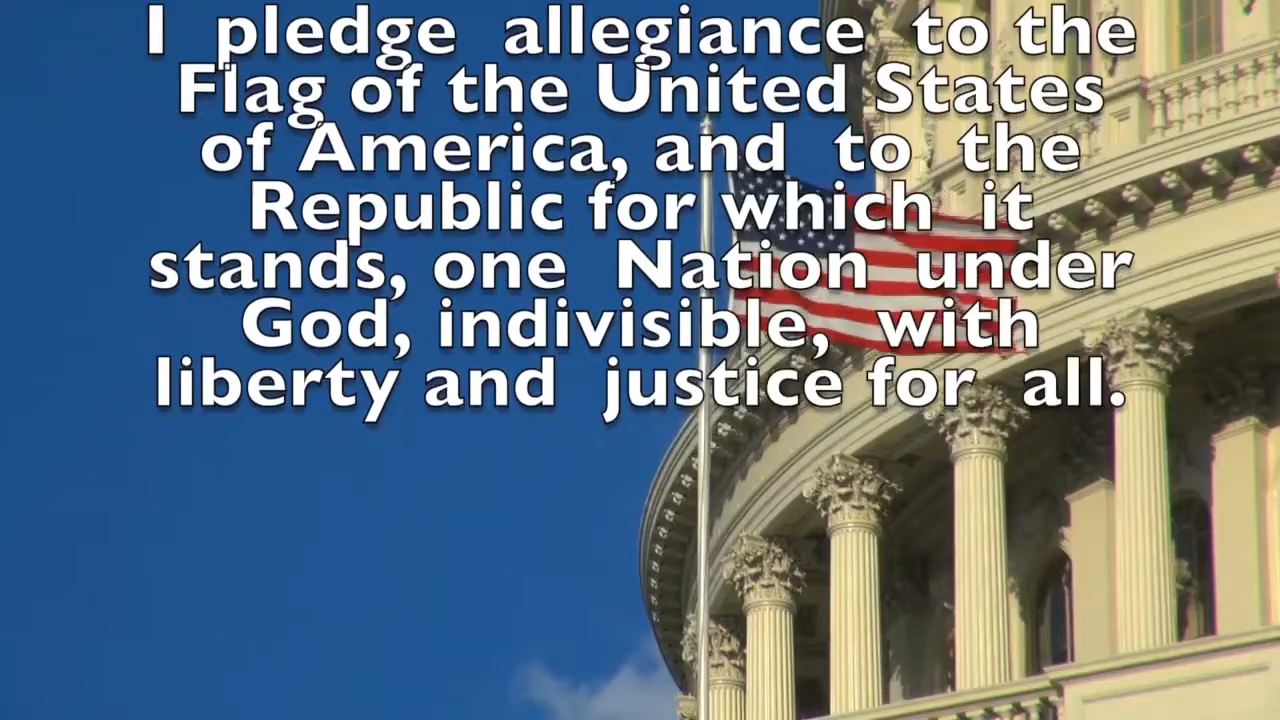 I pledge allegiance to the
Flag of the United States
of America, and to the
Republic for which it
stands, one Nation under
God, indivisible, with
liberty and justice for all.